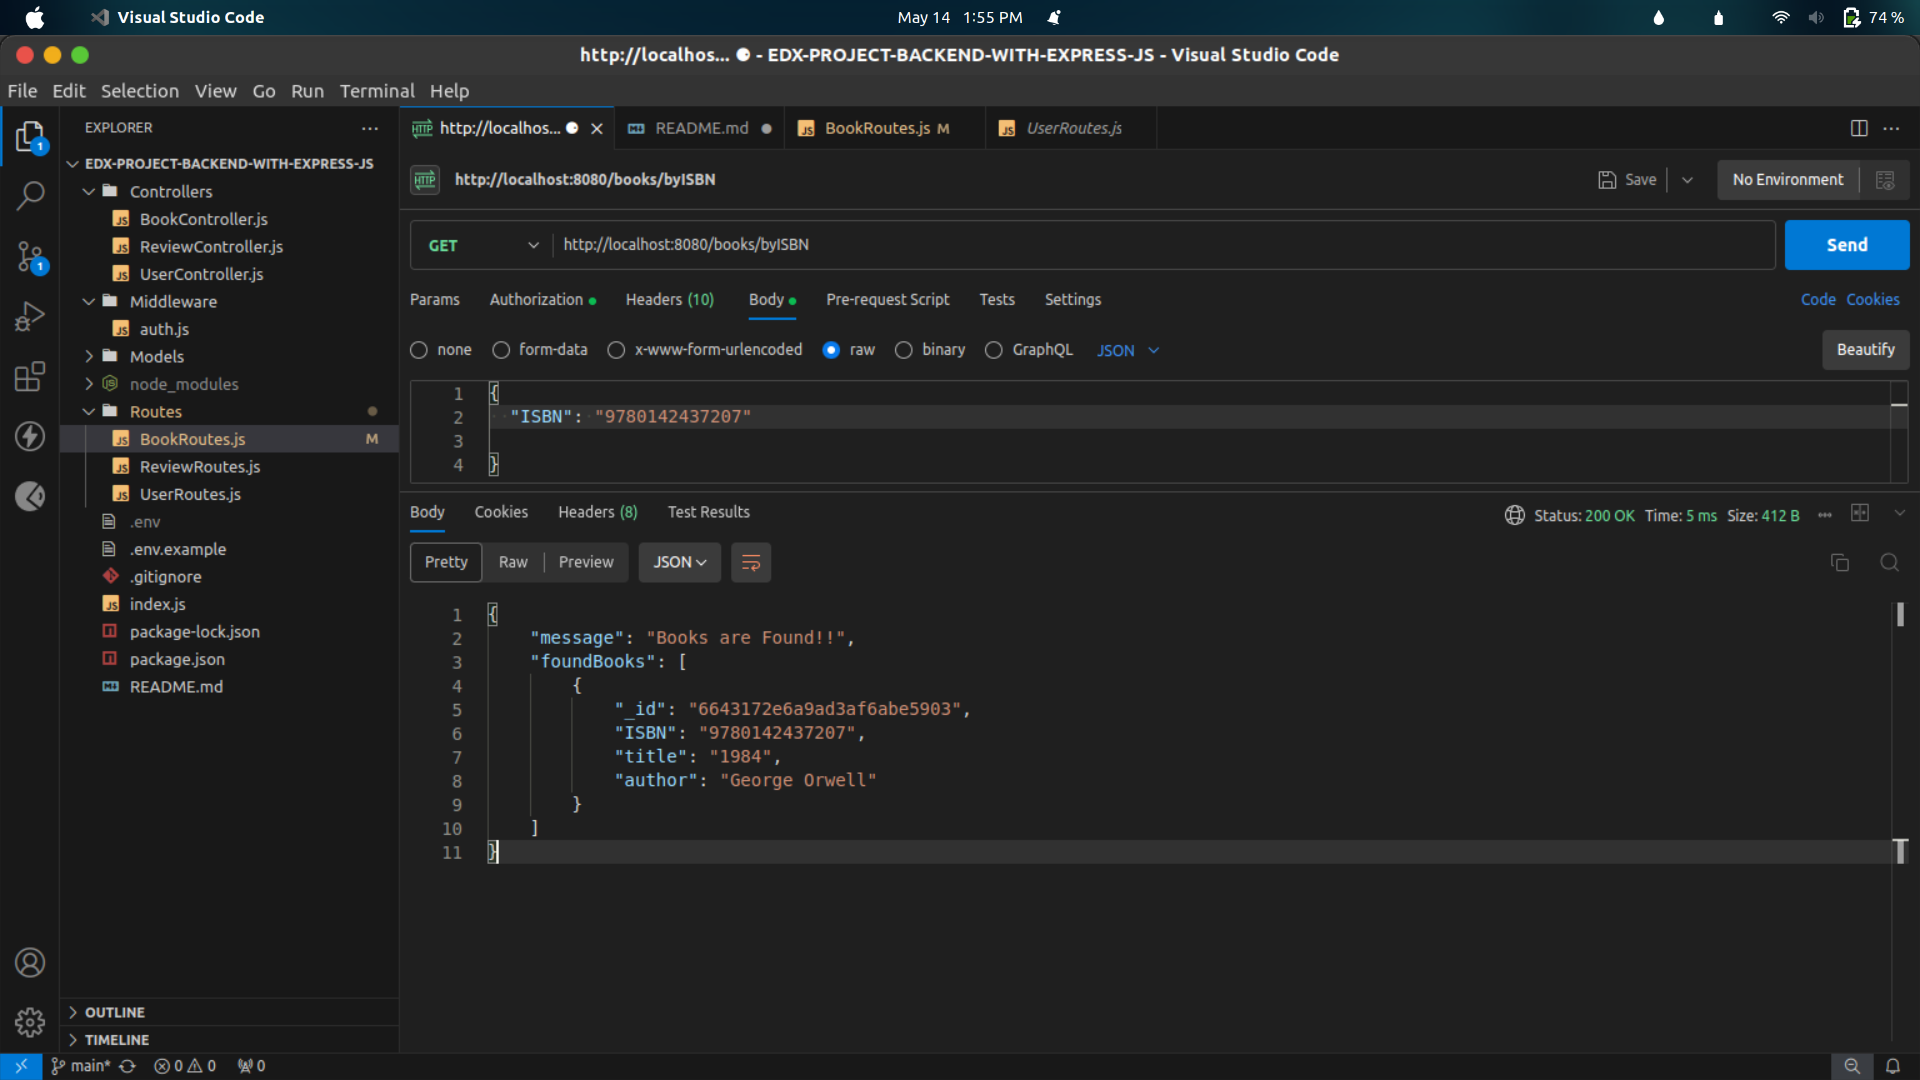 Visual Studio Code
May 14 1:55 PM
74 %
http://localhos... - EDX-PROJECT-BACKEND-WITH-EXPRESS-JS - Visual Studio Code
File Edit Selection View Go Run Terminal Help
EXPLORER
EDX-PROJECT-BACKEND-WITH-EXPRESS-JS
Controllers
BookController.js
ReviewController.js
UserController.js
Middleware
auth.js
Models
node_modules
Routes
BookRoutes.js M
ReviewRoutes.js
UserRoutes.js
.env
.env.example
.gitignore
index.js
package-lock.json
package.json
README.md
OUTLINE
TIMELINE
HTTP http://localhos... README.md JS BookRoutes.js M JS UserRoutes.js
HTTP http://localhost:8080/books/byISBN Save No Environment
GET http://localhost:8080/books/byISBN Send
Params Authorization Headers (10) Body Pre-request Script Tests Settings Code Cookies
none form-data x-www-form-urlencoded raw binary GraphQL JSON Beautify
1 {
2 "ISBN": "9780142437207"
3
4 }
Body Cookies Headers (8) Test Results Status: 200 OK Time: 5 ms Size: 412 B
Pretty Raw Preview JSON
1 {
2 "message": "Books are Found!!",
3 "foundBooks": [
4 {
5 "_id": "6643172e6a9ad3af6abe5903",
6 "ISBN": "9780142437207",
7 "title": "1984",
8 "author": "George Orwell"
9 }
10 ]
11 }
main* 0 0 0